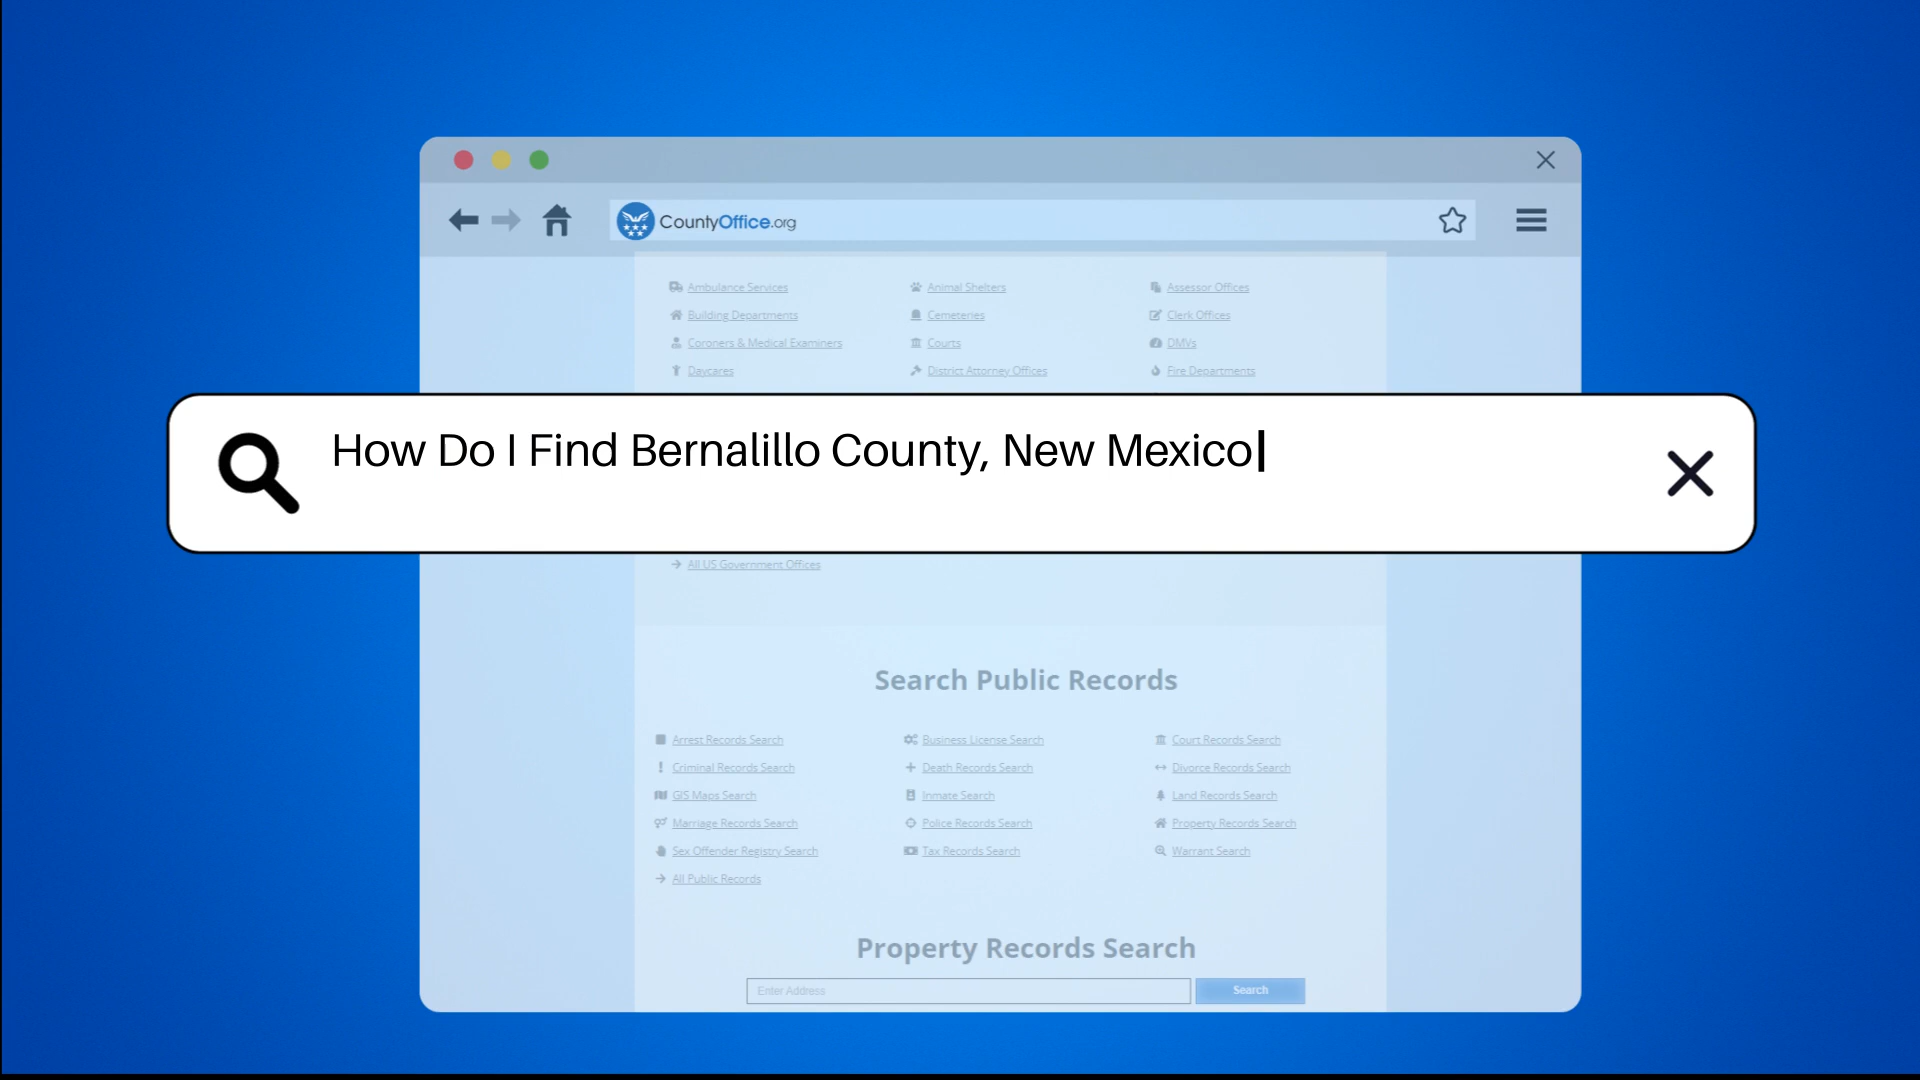 CountyOffice.org
Ambulance Services Animal Shelters Assessor Offices
Building Departments Cemeteries Clerk Offices
Coroners & Medical Examiners Courts DMVs
Daycares District Attorney Offices Fire Departments
How Do I Find Bernalillo County, New Mexico
All US Government Offices
Search Public Records
Arrest Records Search Business License Search Court Records Search
Criminal Records Search Death Records Search Divorce Records Search
GIS Maps Search Inmate Search Land Records Search
Marriage Records Search Police Records Search Property Records Search
Sex Offender Registry Search Tax Records Search Warrant Search
All Public Records
Property Records Search
Enter Address Search